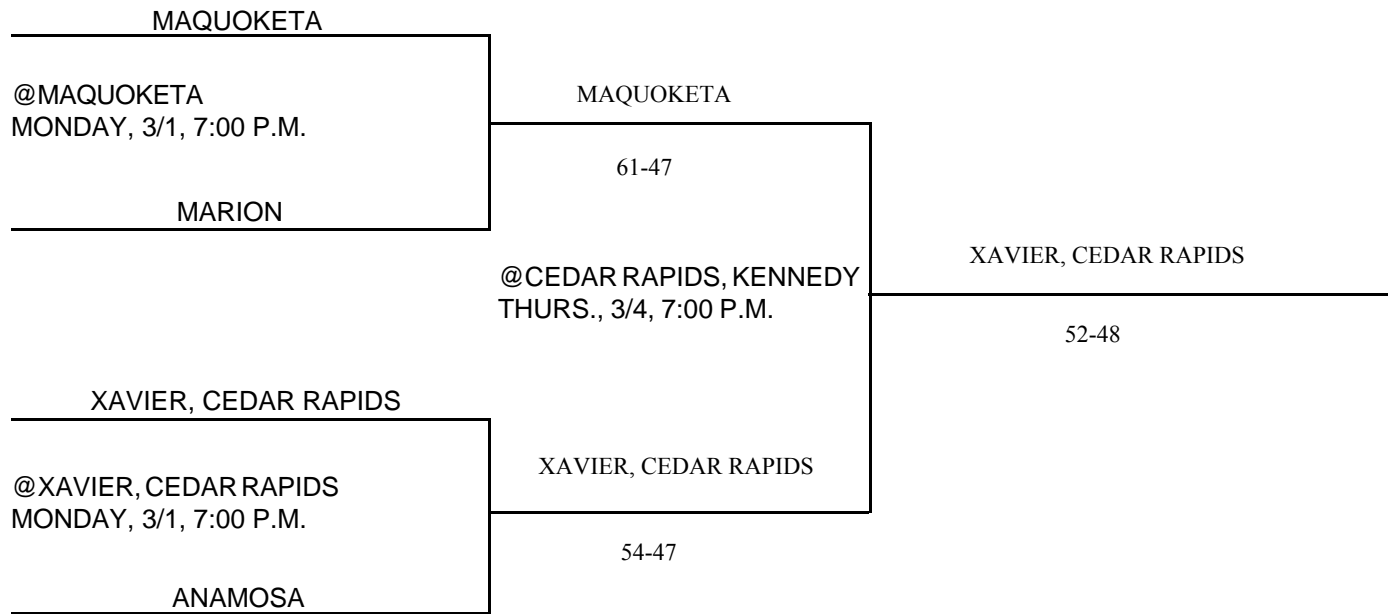 MAQUOKETA
@MAQUOKETA
MONDAY, 3/1, 7:00 P.M.
MARION
MAQUOKETA
61-47
@CEDAR RAPIDS, KENNEDY
THURS., 3/4, 7:00 P.M.
XAVIER, CEDAR RAPIDS
52-48
XAVIER, CEDAR RAPIDS
@XAVIER, CEDAR RAPIDS
MONDAY, 3/1, 7:00 P.M.
ANAMOSA
XAVIER, CEDAR RAPIDS
54-47